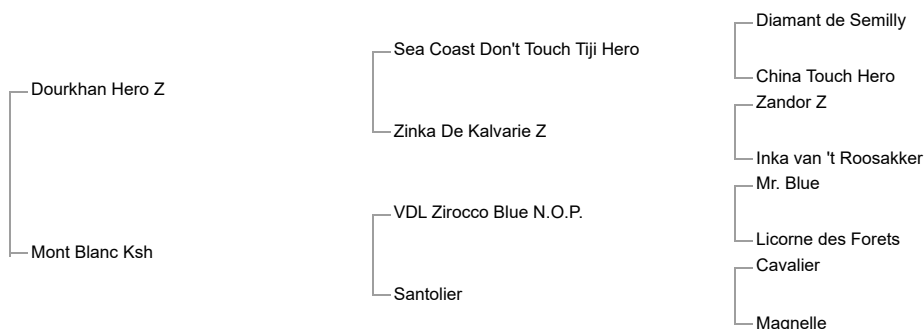 Diamant de Semilly
Sea Coast Don't Touch Tiji Hero
China Touch Hero
Dourkhan Hero Z
Zandor Z
Zinka De Kalvarie Z
Inka van 't Roosakker
Mr. Blue
VDL Zirocco Blue N.O.P.
Licorne des Forets
Mont Blanc Ksh
Cavalier
Santolier
Magnelle